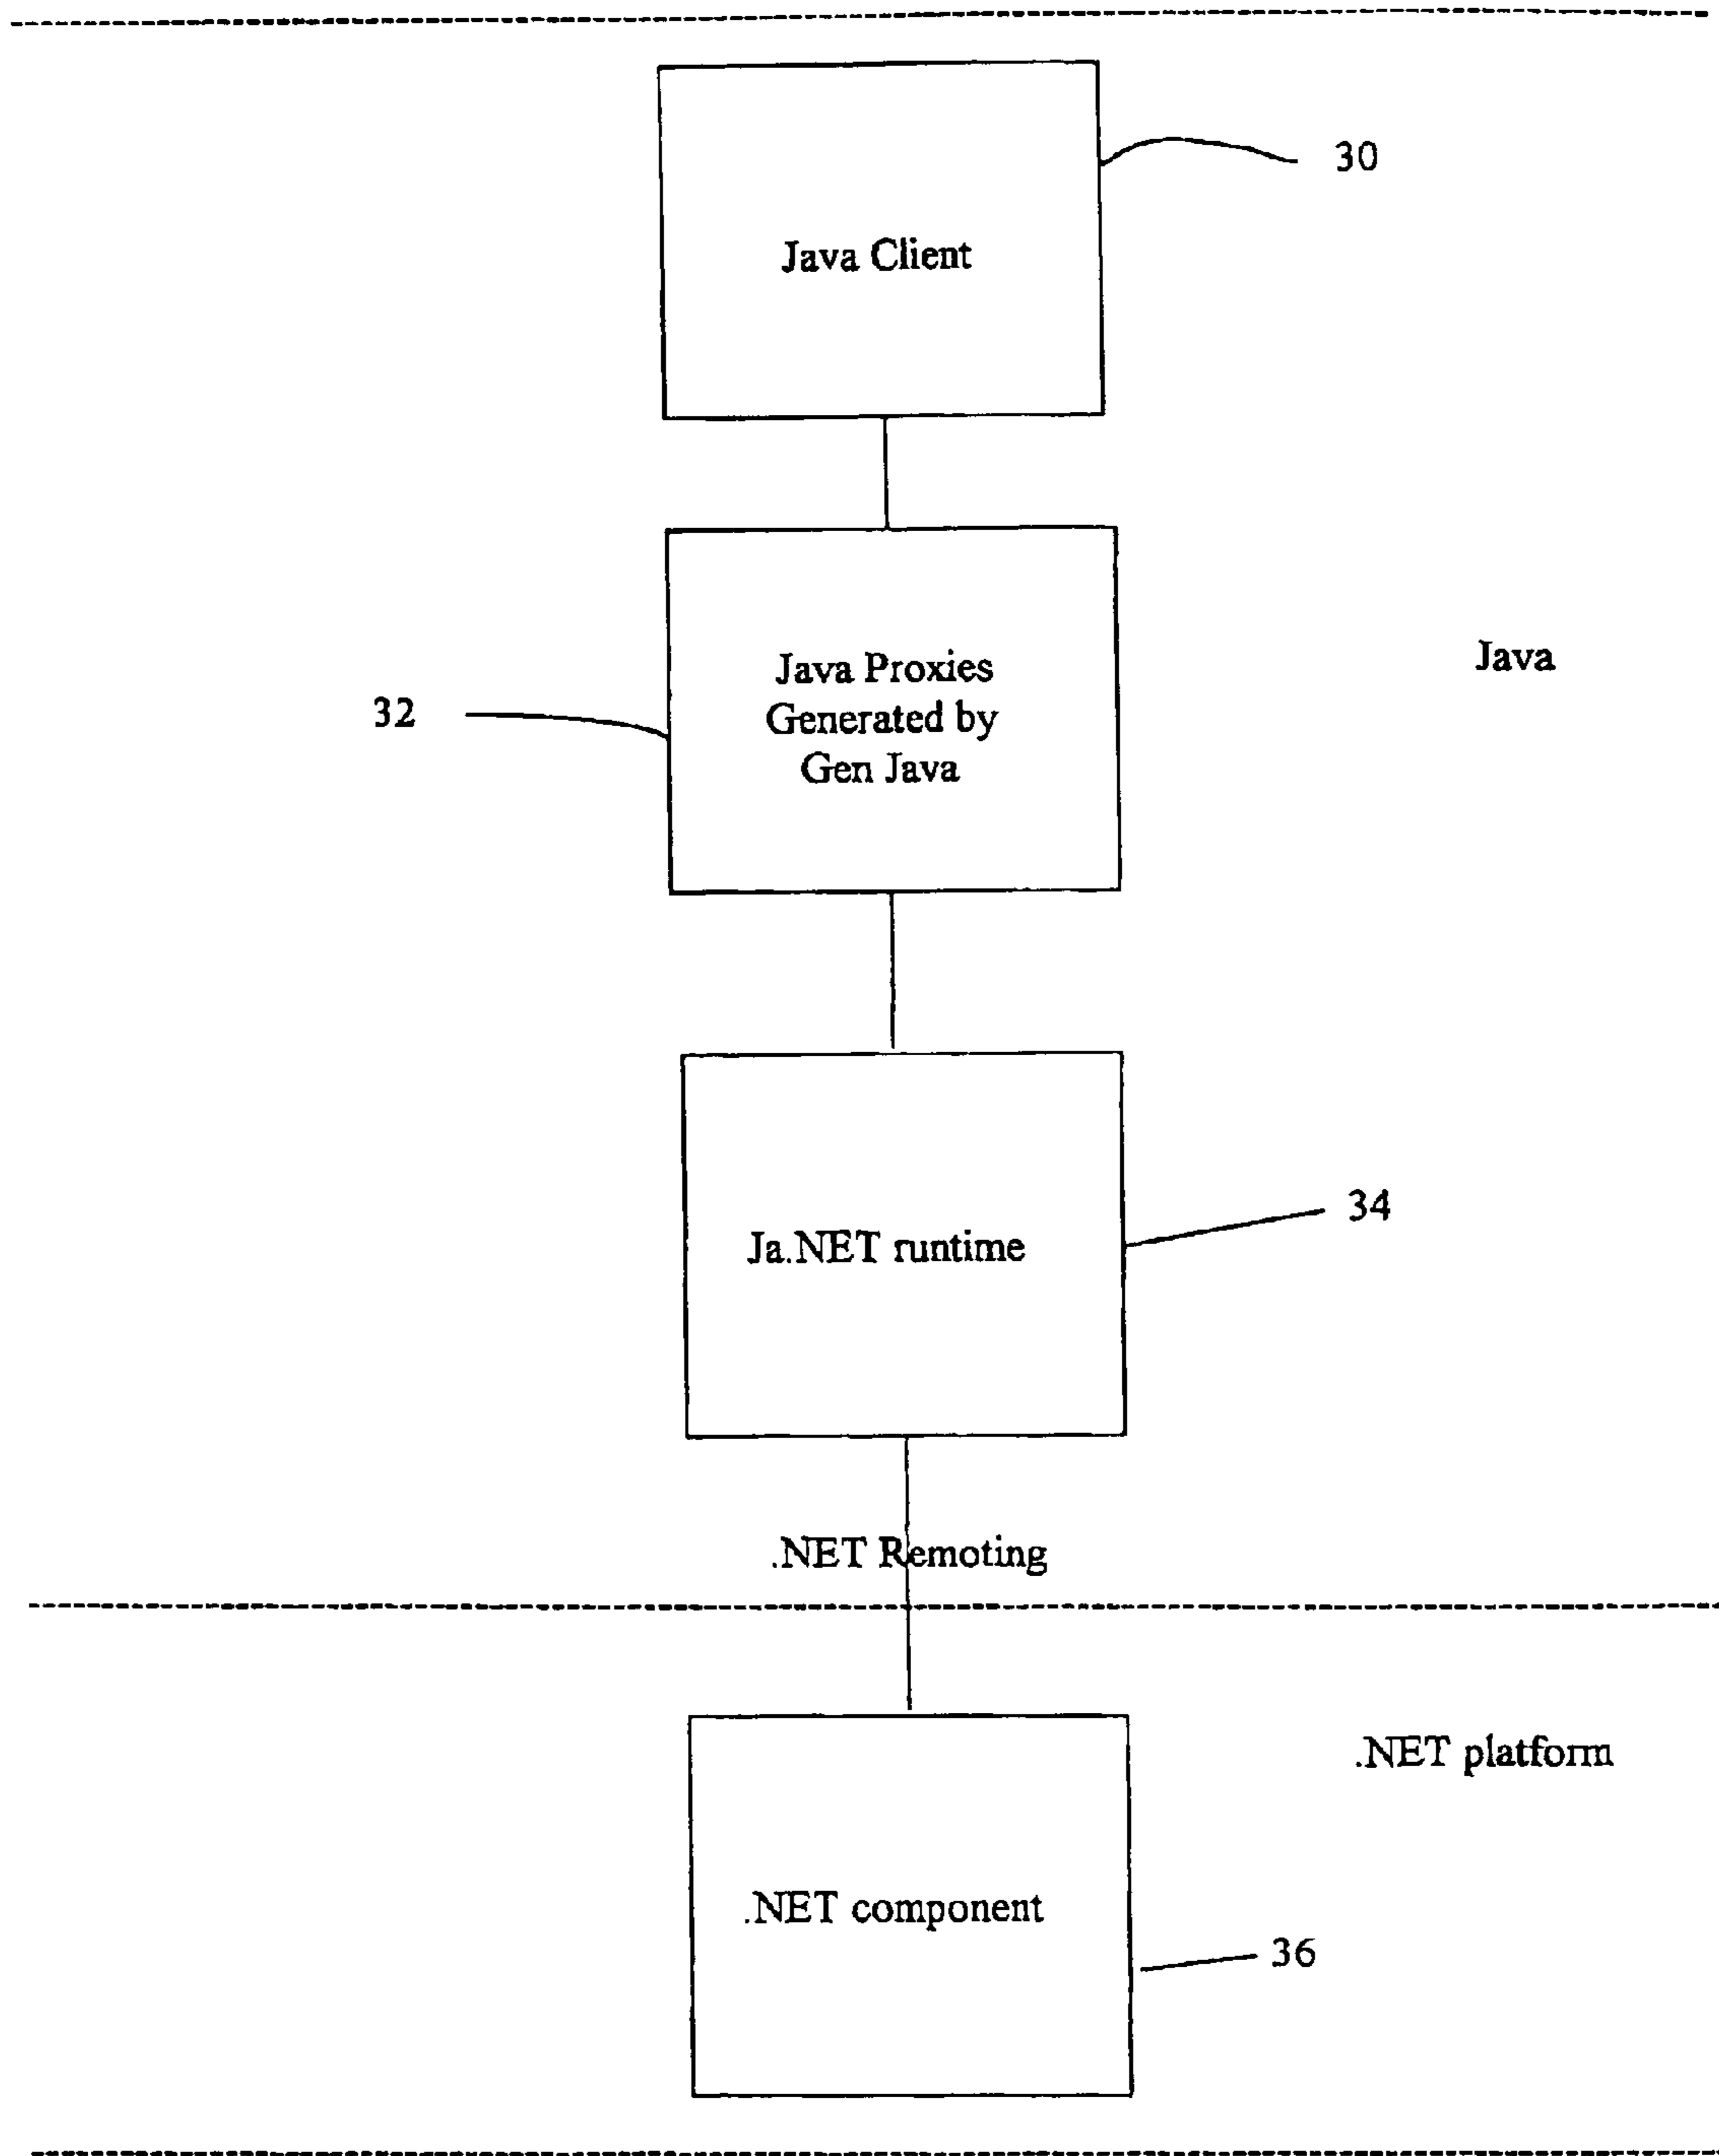 30
Java Client
Java
Java Proxies
Generated by
Gen Java
32
34
Ja.NET runtime
.NET Remoting
.NET platform
.NET component
36